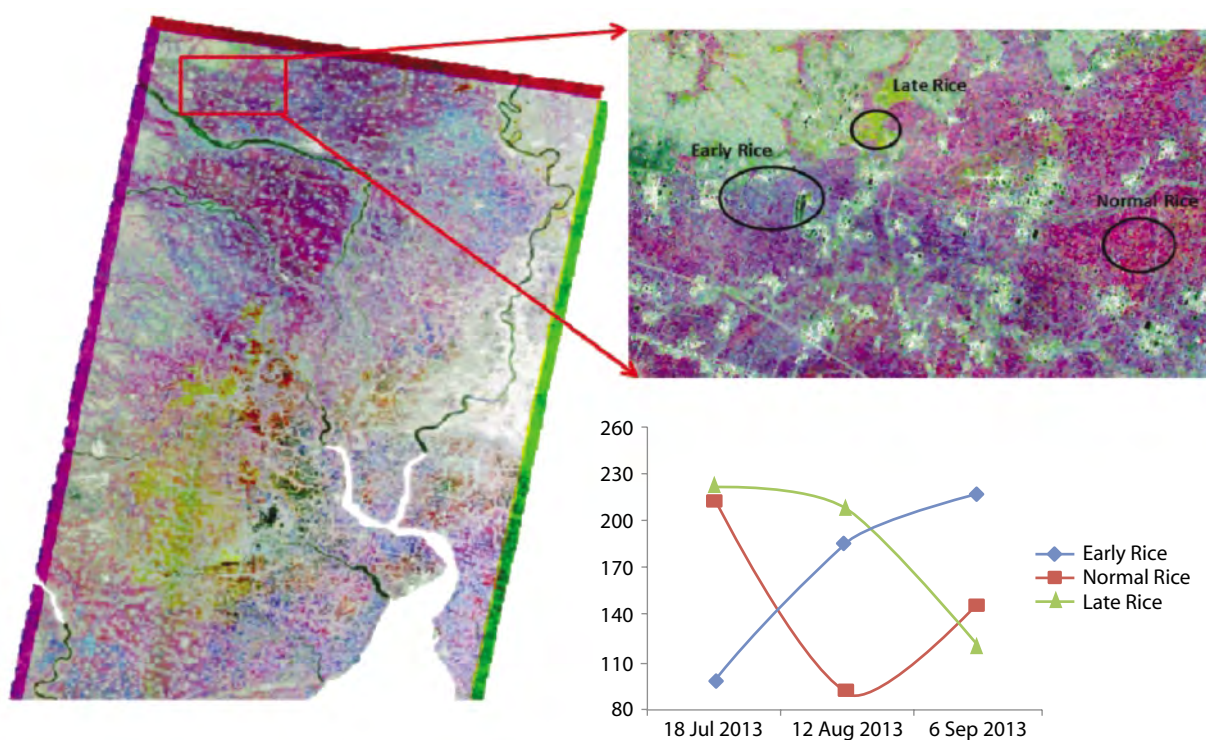 Late Rice
Early Rice
Normal Rice
260
230
200
170
140
110
80
18 Jul 2013
12 Aug 2013
6 Sep 2013
Early Rice
Normal Rice
Late Rice